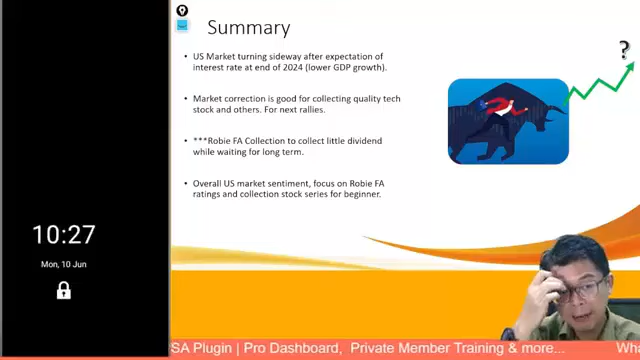 Summary
• US Market turning sideway after expectation of
interest rate at end of 2024 (lower GDP growth).
• Market correction is good for collecting quality tech
stock and others. For next rallies.
• ***Robie FA Collection to collect little dividend
while waiting for long term.
• Overall US market sentiment, focus on Robie FA
ratings and collection stock series for beginner.
?
10:27
Mon, 10 Jun
SA Plugin | Pro Dashboard, Private Member Training & more... Wha